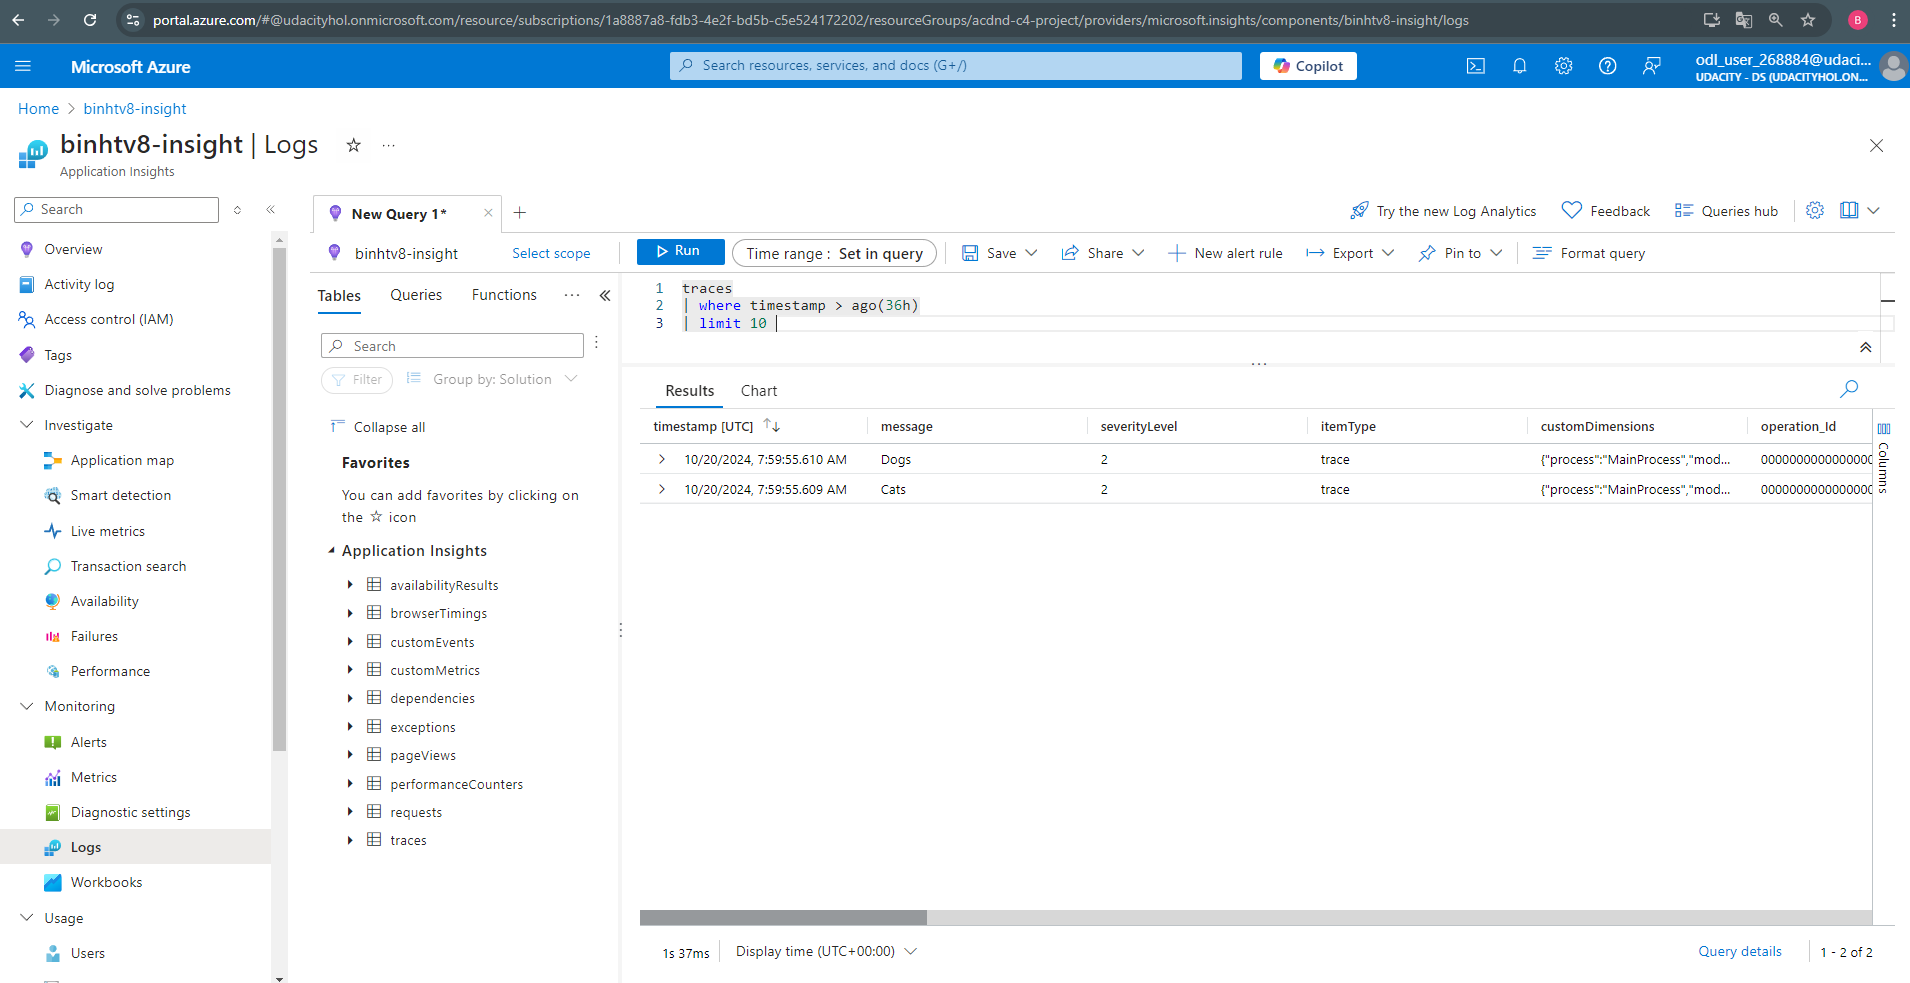 portal.azure.com/#@udacityhol.onmicrosoft.com/resource/subscriptions/1a8887a8-fdb3-4e2f-bd5b-c5e524172202/resourceGroups/acdnd-c4-project/providers/microsoft.insights/components/binhtv8-insight/logs
B
Microsoft Azure
Search resources, services, and docs (G+/)
Copilot
odl_user_268884@udaci...
UDACITY - DS (UDACITYHOL.ON...
Home > binhtv8-insight
binhtv8-insight | Logs
Application Insights
Search
Overview
Activity log
Access control (IAM)
Tags
Diagnose and solve problems
Investigate
Application map
Smart detection
Live metrics
Transaction search
Availability
Failures
Performance
Monitoring
Alerts
Metrics
Diagnostic settings
Logs
Workbooks
Usage
Users
New Query 1*
Try the new Log Analytics
Feedback
Queries hub
binhtv8-insight
Select scope
Run
Time range : Set in query
Save
Share
New alert rule
Export
Pin to
Format query
Tables
Queries
Functions
Search
Filter
Group by: Solution
Collapse all
Favorites
You can add favorites by clicking on
the ☆ icon
Application Insights
availabilityResults
browserTimings
customEvents
customMetrics
dependencies
exceptions
pageViews
performanceCounters
requests
traces
1 traces
2 | where timestamp > ago(36h)
3 | limit 10
Results
Chart
timestamp [UTC] message severityLevel itemType customDimensions operation_Id
10/20/2024, 7:59:55.610 AM Dogs 2 trace {"process":"MainProcess","mod... 0000000000000000
10/20/2024, 7:59:55.609 AM Cats 2 trace {"process":"MainProcess","mod... 0000000000000000
Columns
1s 37ms
Display time (UTC+00:00)
Query details
1 - 2 of 2